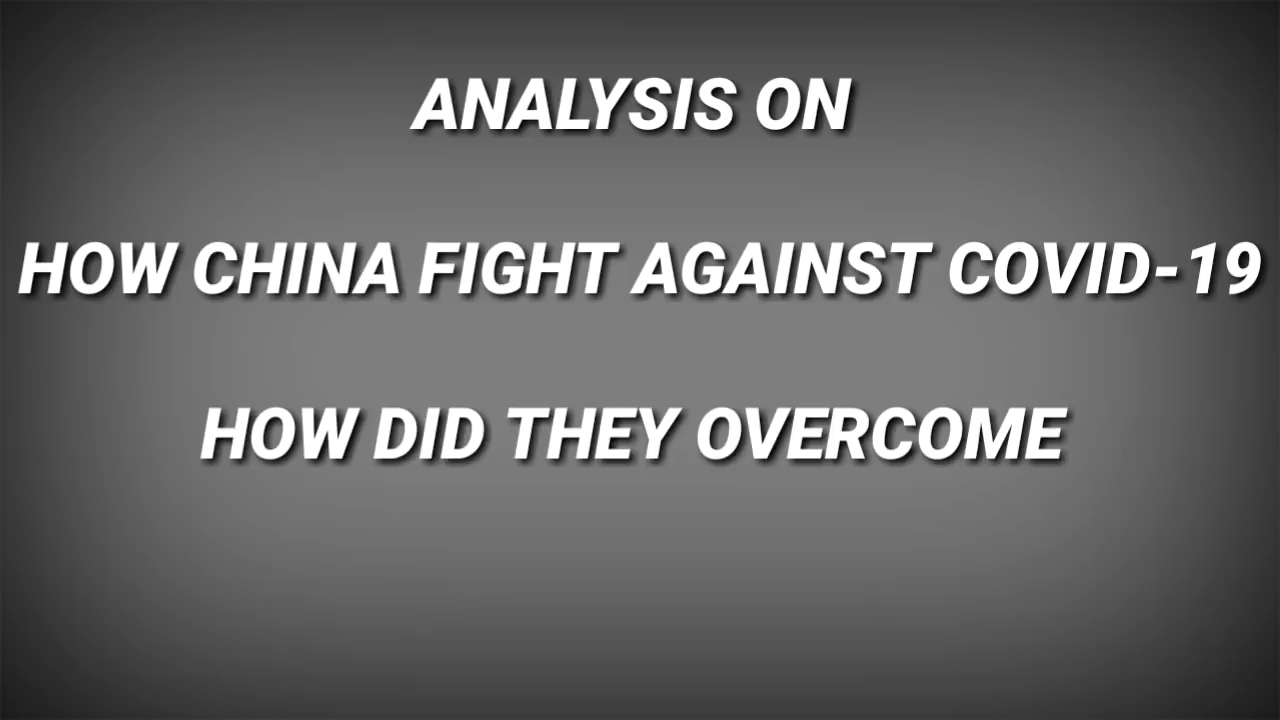 ANALYSIS ON
HOW CHINA FIGHT AGAINST COVID-19
HOW DID THEY OVERCOME